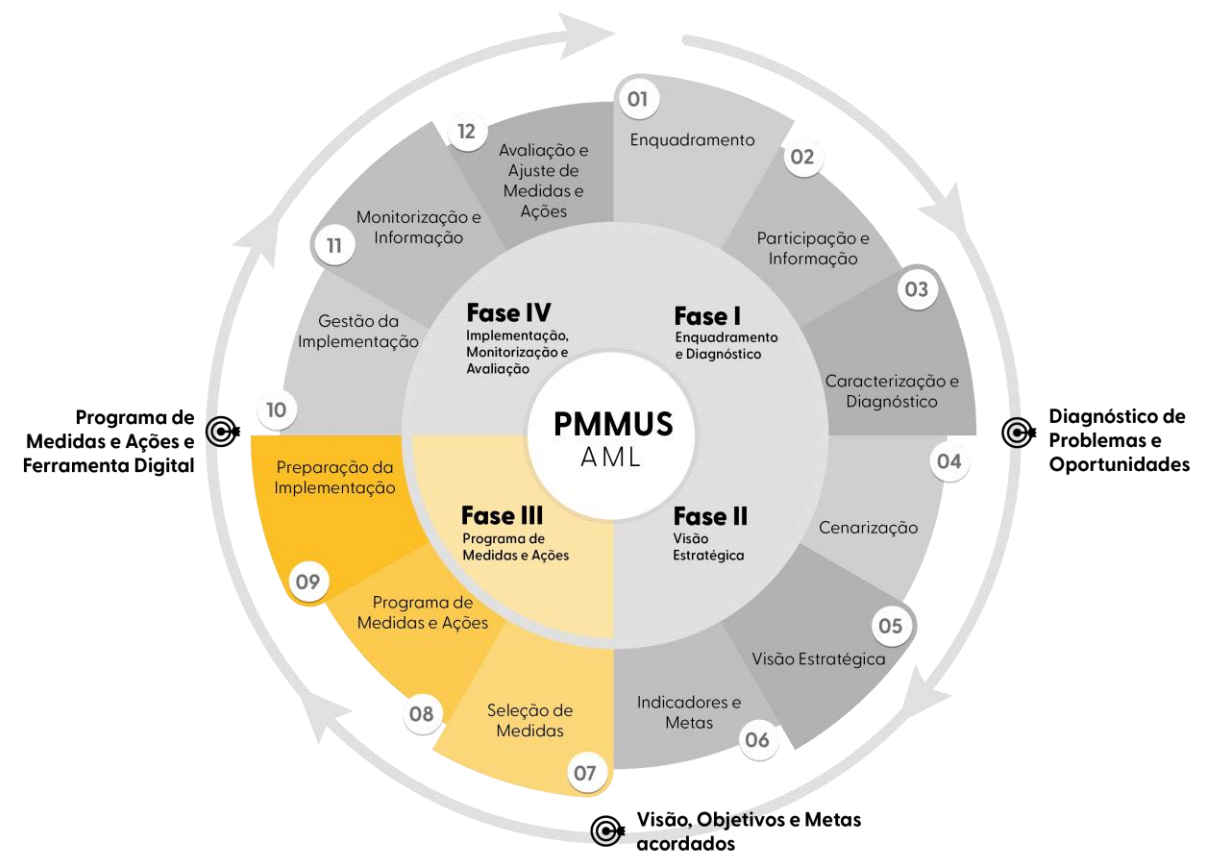 PMMUS
AML
Fase I
Enquadramento
e Diagnóstico
01
Enquadramento
02
Participação e
Informação
03
Caracterização e
Diagnóstico
Diagnóstico de
Problemas e
Oportunidades
Fase II
Visão
Estratégica
04
Cenarização
05
Visão Estratégica
06
Indicadores e
Metas
Visão, Objetivos e Metas
acordados
Fase III
Programa de
Medidas e Ações
07
Seleção de
Medidas
08
Programa de
Medidas e Ações
09
Preparação da
Implementação
Programa de
Medidas e Ações e
Ferramenta Digital
Fase IV
Implementação,
Monitorização e
Avaliação
10
Gestão da
Implementação
11
Monitorização e
Informação
12
Avaliação e
Ajuste de
Medidas e
Ações